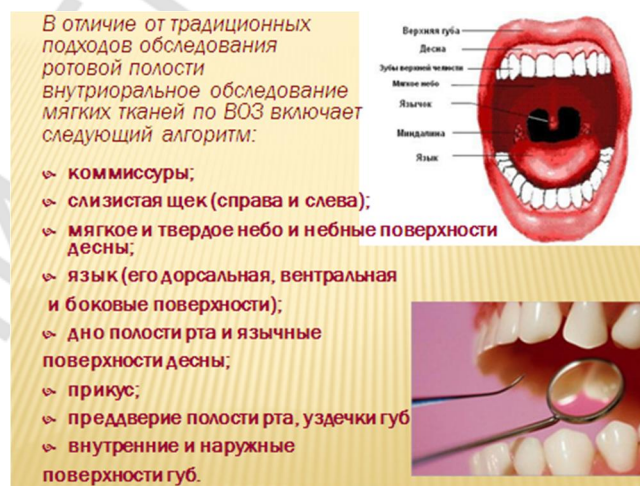 В отличие от традиционных
подходов обследования
ротовой полости
внутриоральное обследование
мягких тканей по ВОЗ включает
следующий алгоритм:
коммиссуры;
слизистая щек (справа и слева);
мягкое и твердое небо и небные поверхности
десны;
язык (его дорсальная, вентральная
и боковые поверхности);
дно полости рта и язычные
поверхности десны;
прикус;
преддверие полости рта, уздечки губ
внутренние и наружные
поверхности губ.
Верхняя губа
Десна
Зубы верхней челюсти
Мягкое небо
Язычок
Миндалина
Язык